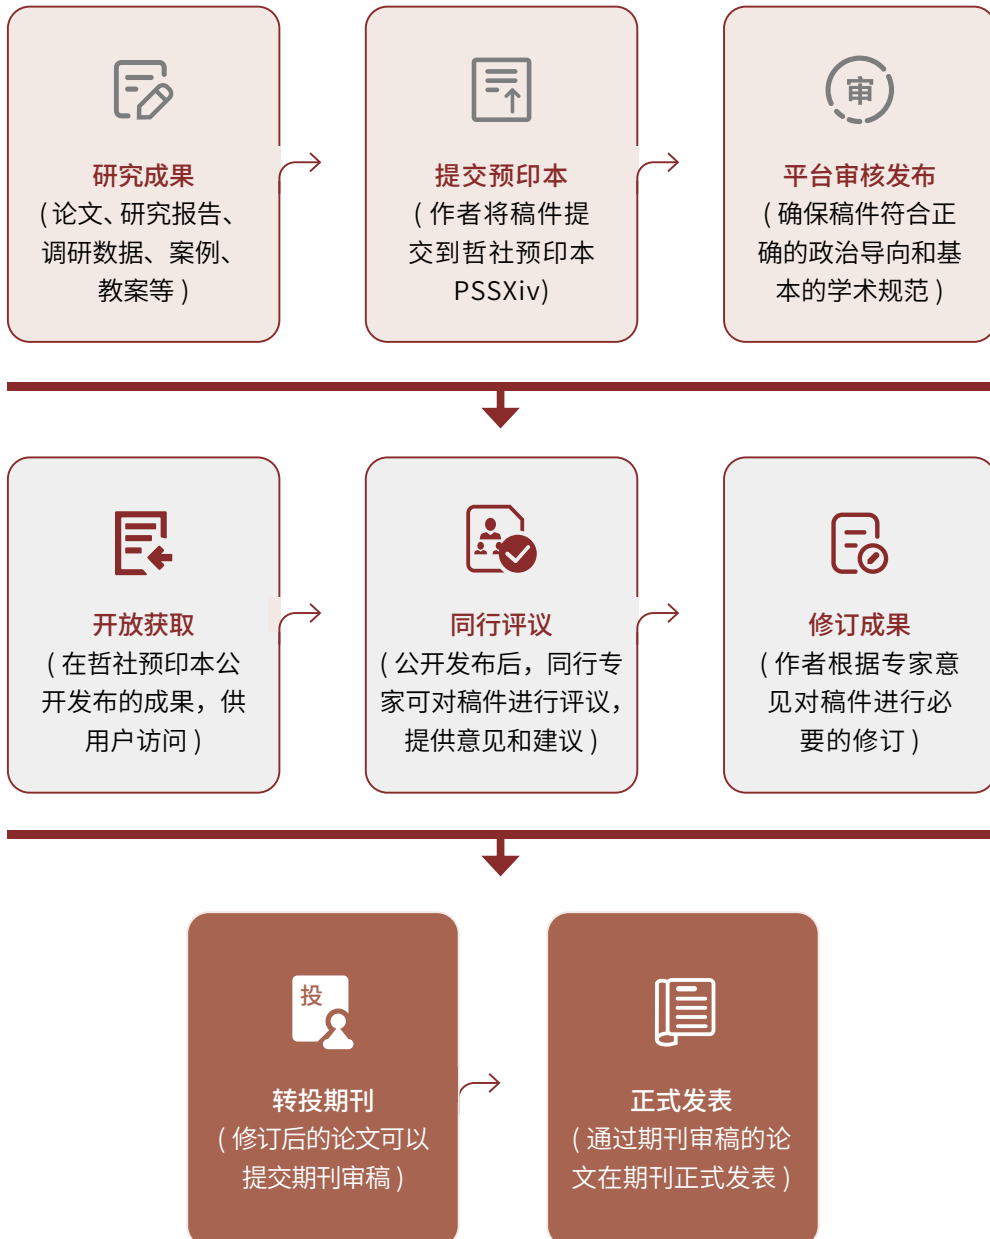 审
研究成果
（论文、研究报告、
调研数据、案例、
教案等）
提交预印本
（作者将稿件提
交到哲社预印本
PSSXiv)
平台审核发布
（确保稿件符合正
确的政治导向和基
本的学术规范）
开放获取
（在哲社预印本公
开发布的成果，供
用户访问）
同行评议
（公开发布后，同行专
家可对稿件进行评议，
提供意见和建议）
修订成果
（作者根据专家意
见对稿件进行必
要的修订）
投
转投期刊
（修订后的论文可以
提交期刊审稿）
正式发表
（通过期刊审稿的论
文在期刊正式发表）